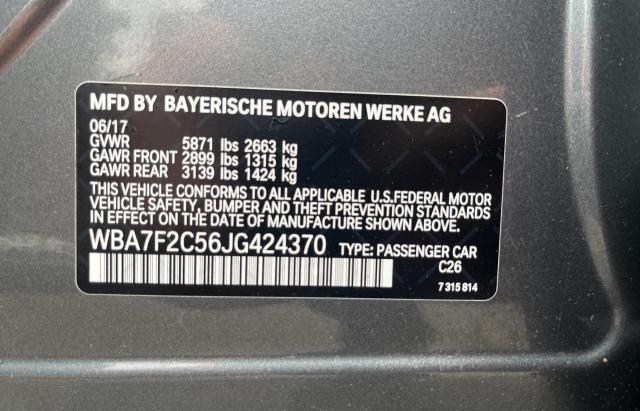 MFD BY BAYERISCHE MOTOREN WERKE AG
06/17
GVWR 5871 lbs 2663 kg
GAWR FRONT 2899 lbs 1315 kg
GAWR REAR 3139 lbs 1424 kg
THIS VEHICLE CONFORMS TO ALL APPLICABLE U.S.FEDERAL MOTOR
VEHICLE SAFETY, BUMPER, AND THEFT PREVENTION STANDARDS
IN EFFECT ON THE DATE OF MANUFACTURE SHOWN ABOVE.
WBA7F2C56JG424370 TYPE: PASSENGER CAR
C26
7 315 814